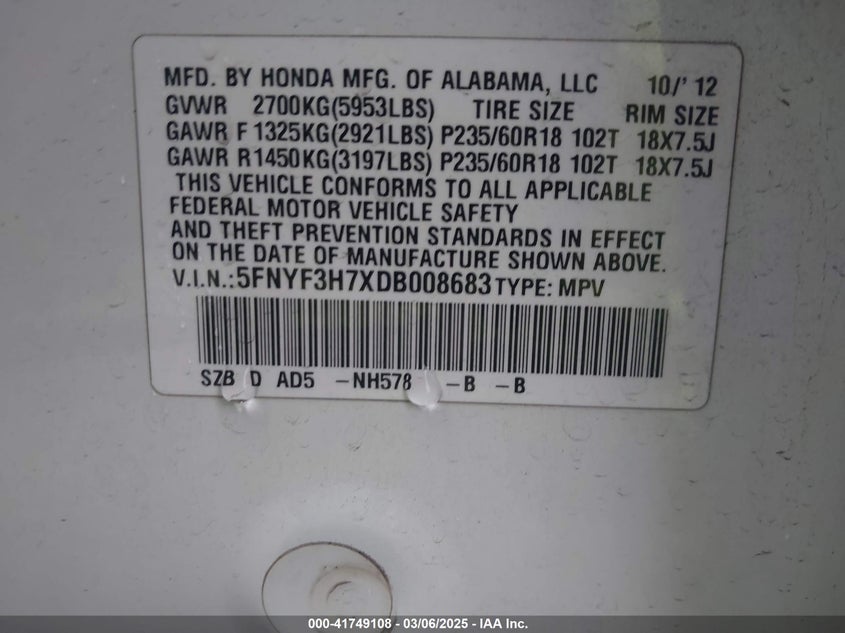 MFD. BY HONDA MFG. OF ALABAMA, LLC 10/'12
GVWR 2700KG(5953LBS) TIRE SIZE RIM SIZE
GAWR F 1325KG(2921LBS) P235/60R18 102T 18X7.5J
GAWR R1450KG(3197LBS) P235/60R18 102T 18X7.5J
THIS VEHICLE CONFORMS TO ALL APPLICABLE
FEDERAL MOTOR VEHICLE SAFETY
AND THEFT PREVENTION STANDARDS IN EFFECT
ON THE DATE OF MANUFACTURE SHOWN ABOVE.
V.I.N.:5FNYF3H7XDB008683 TYPE: MPV
SZB D AD5 -NH578 -B -B
000-41749108 - 03/06/2025 - IAA Inc.